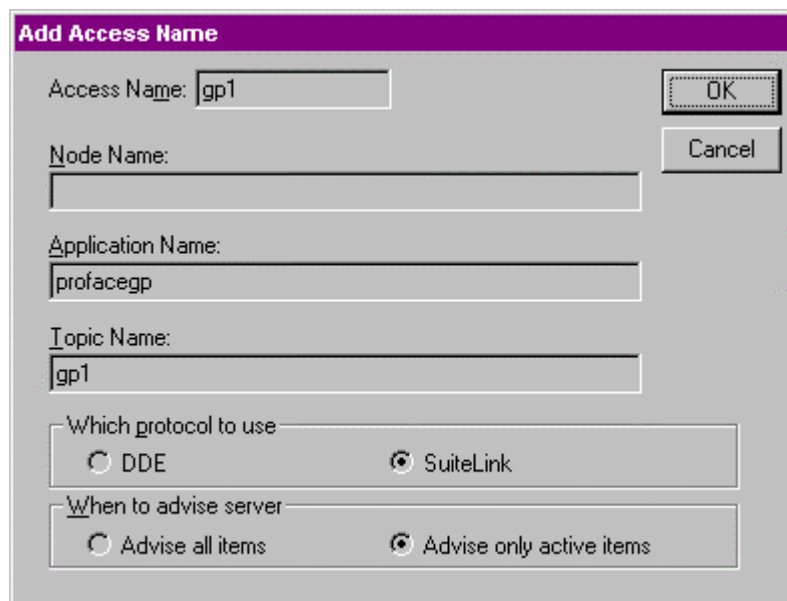 Add Access Name
Access Name: gp1
OK
Node Name:
Cancel
Application Name:
profacegp
Topic Name:
gp1
Which protocol to use
DDE SuiteLink
When to advise server
Advise all items Advise only active items